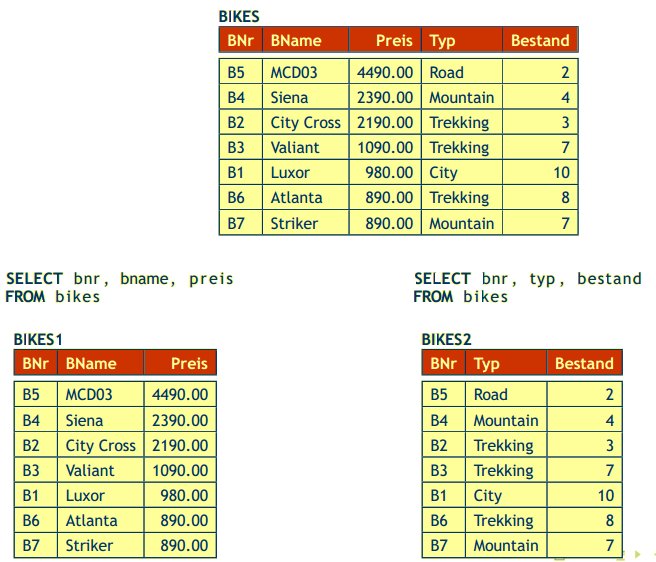 BIKES
BNr BName Preis Typ Bestand
B5 MCD03 4490.00 Road 2
B4 Siena 2390.00 Mountain 4
B2 City Cross 2190.00 Trekking 3
B3 Valiant 1090.00 Trekking 7
B1 Luxor 980.00 City 10
B6 Atlanta 890.00 Trekking 8
B7 Striker 890.00 Mountain 7
SELECT bnr, bname, preis
FROM bikes
BIKES1
BNr BName Preis
B5 MCD03 4490.00
B4 Siena 2390.00
B2 City Cross 2190.00
B3 Valiant 1090.00
B1 Luxor 980.00
B6 Atlanta 890.00
B7 Striker 890.00
SELECT bnr, typ, bestand
FROM bikes
BIKES2
BNr Typ Bestand
B5 Road 2
B4 Mountain 4
B2 Trekking 3
B3 Trekking 7
B1 City 10
B6 Trekking 8
B7 Mountain 7